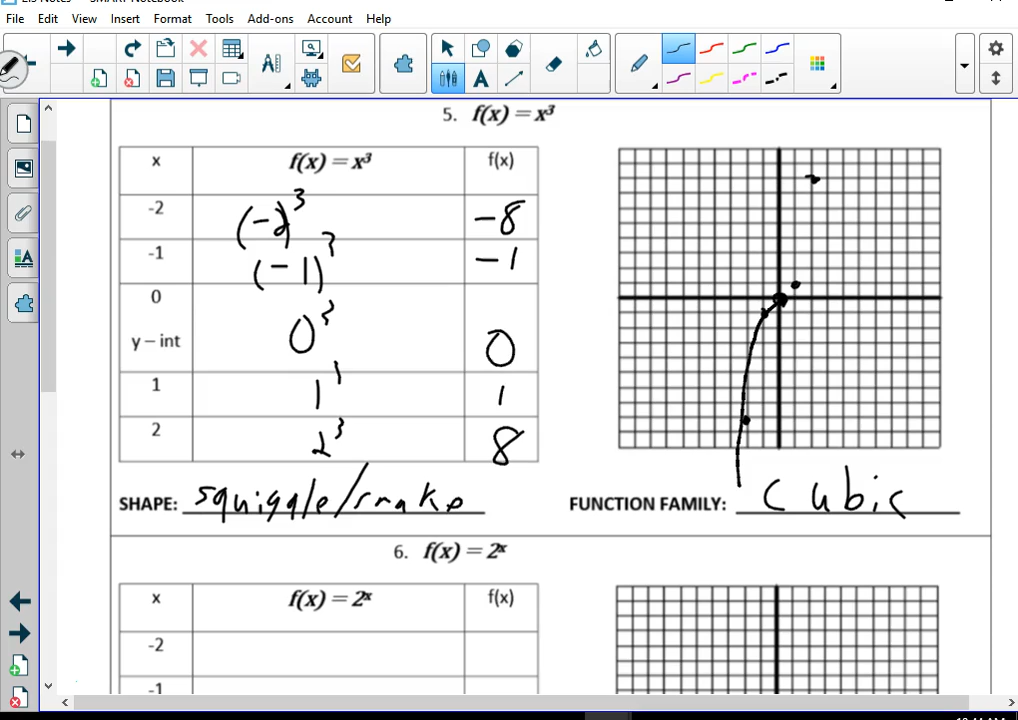 File Edit View Insert Format Tools Add-ons Account Help
5. f(x) = x³
x f(x) = x³ f(x)
-2 (-2)³ -8
-1 (-1)³ -1
0
y – int 0³ 0
1 1³ 1
2 2³ 8
SHAPE: squiggle/snake FUNCTION FAMILY: cubic
6. f(x) = 2ˣ
x f(x) = 2ˣ f(x)
-2
-1